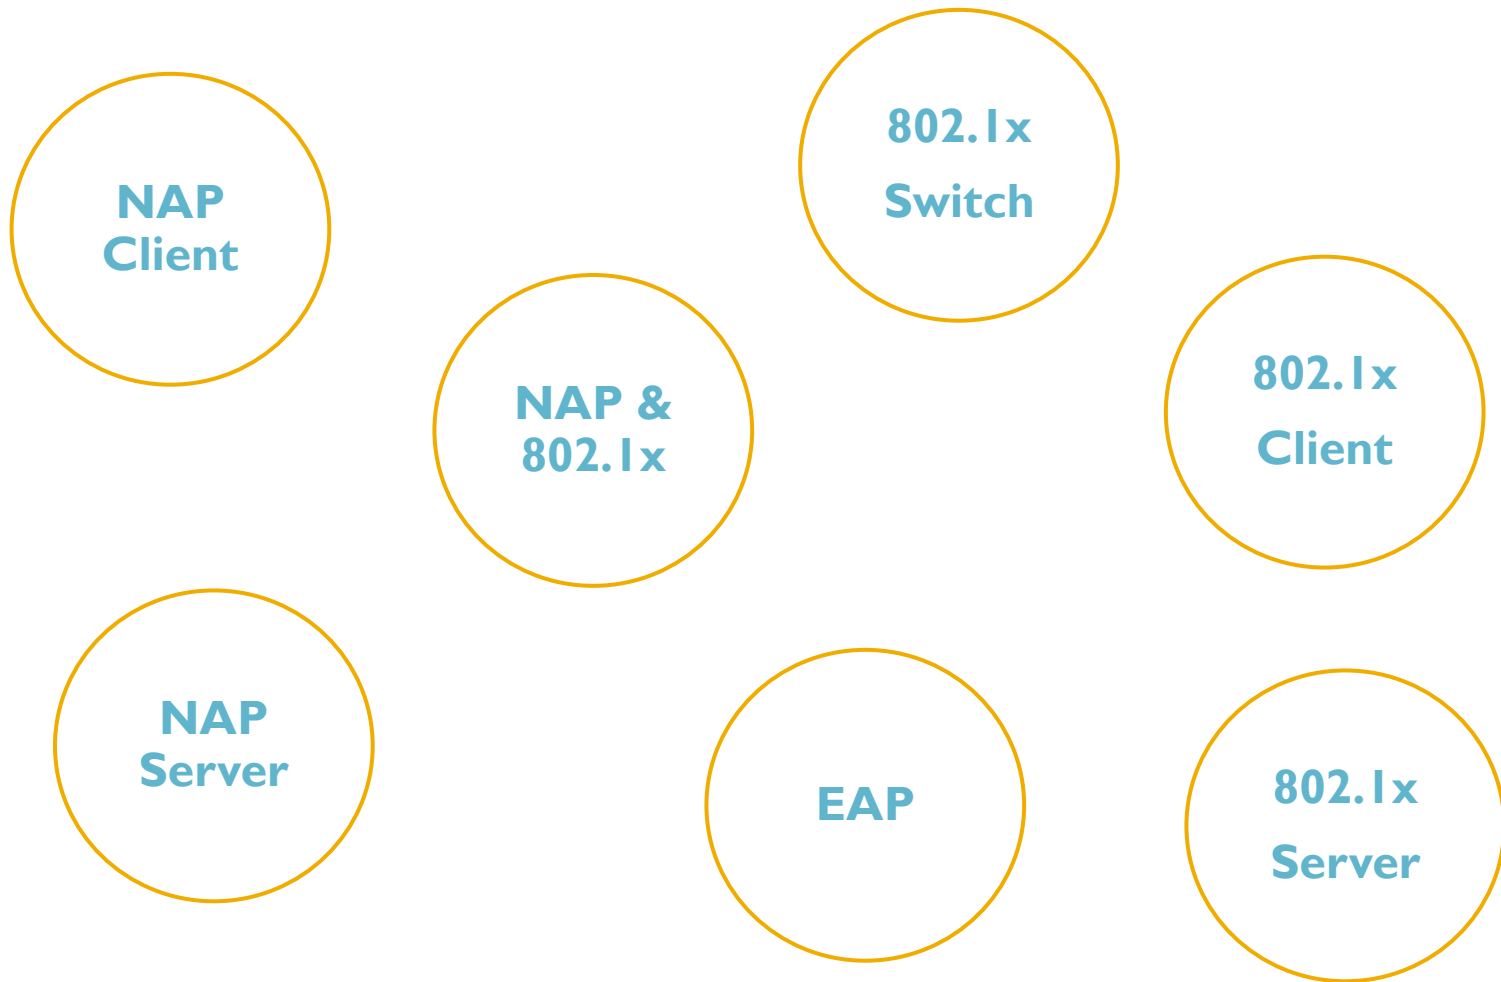 802.1x
Switch
NAP
Client
802.1x
Client
NAP &
802.1x
NAP
Server
EAP
802.1x
Server